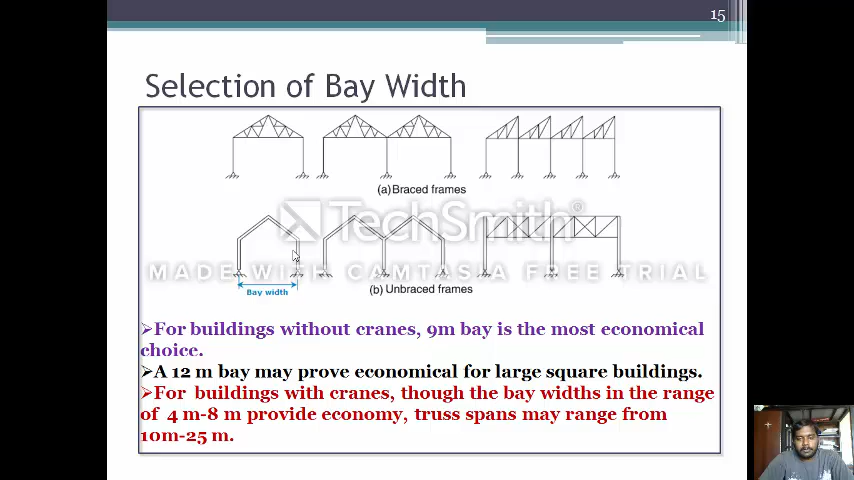 15
Selection of Bay Width
(a) Braced frames
TechSmith
MADE WITH CAMTASIA FREE TRIAL
Bay width
(b) Unbraced frames
➢For buildings without cranes, 9m bay is the most economical
choice.
➢A 12 m bay may prove economical for large square buildings.
➢For buildings with cranes, though the bay widths in the range
of 4 m-8 m provide economy, truss spans may range from
10m-25 m.